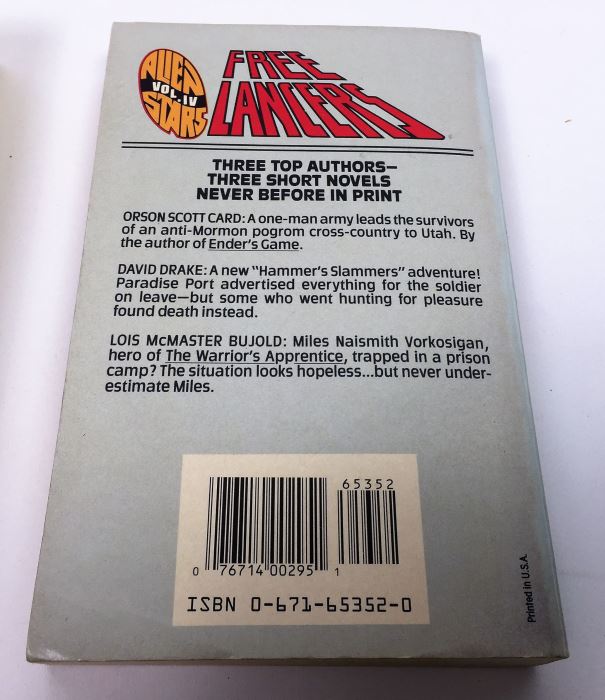 ALIEN
VOL. IV
STARS
FREE
LANCERS
THREE TOP AUTHORS—
THREE SHORT NOVELS
NEVER BEFORE IN PRINT
ORSON SCOTT CARD: A one-man army leads the survivors
of an anti-Mormon pogrom cross-country to Utah. By
the author of Ender's Game.
DAVID DRAKE: A new "Hammer's Slammers" adventure!
Paradise Port advertised everything for the soldier
on leave—but some who went hunting for pleasure
found death instead.
LOIS McMASTER BUJOLD: Miles Naismith Vorkosigan,
hero of The Warrior's Apprentice, trapped in a prison
camp? The situation looks hopeless...but never under-
estimate Miles.
65352
0 76714 00295 1
ISBN 0-671-65352-0
Printed in U.S.A.